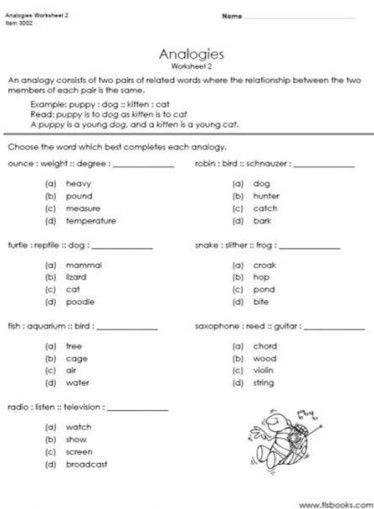 Analogies Worksheet 2
Item 3002
Name
Analogies
Worksheet 2
An analogy consists of two pairs of related words where the relationship between the two
members of each pair is the same.
Example: puppy : dog :: kitten : cat
Read: puppy is to dog as kitten is to cat
A puppy is a young dog, and a kitten is a young cat.
Choose the word which best completes each analogy.
ounce : weight :: degree : ____________
(a) heavy
(b) pound
(c) measure
(d) temperature
robin : bird :: schnauzer : ____________
(a) dog
(b) hunter
(c) catch
(d) bark
turtle : reptile :: dog : ____________
(a) mammal
(b) lizard
(c) cat
(d) poodle
snake : slither :: frog : ____________
(a) croak
(b) hop
(c) pond
(d) bite
fish : aquarium :: bird : ____________
(a) tree
(b) cage
(c) air
(d) water
saxophone : reed :: guitar : ____________
(a) chord
(b) wood
(c) violin
(d) string
radio : listen :: television : ____________
(a) watch
(b) show
(c) screen
(d) broadcast
www.tlsbooks.com